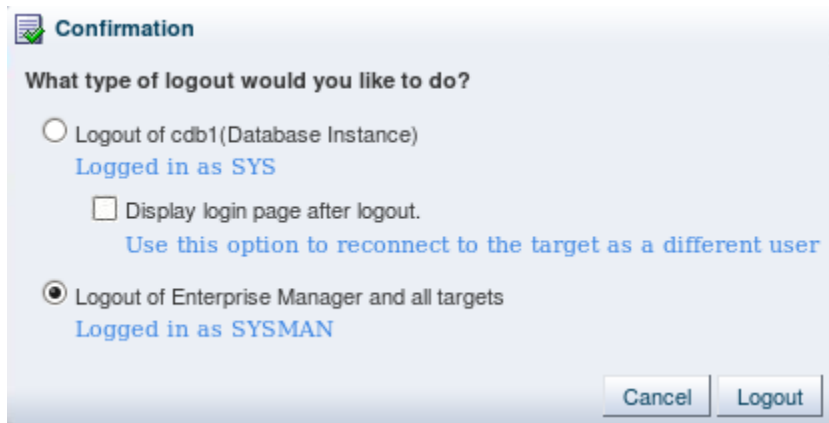 Confirmation
What type of logout would you like to do?
Logout of cdb1(Database Instance)
Logged in as SYS
Display login page after logout.
Use this option to reconnect to the target as a different user
Logout of Enterprise Manager and all targets
Logged in as SYSMAN
Cancel Logout